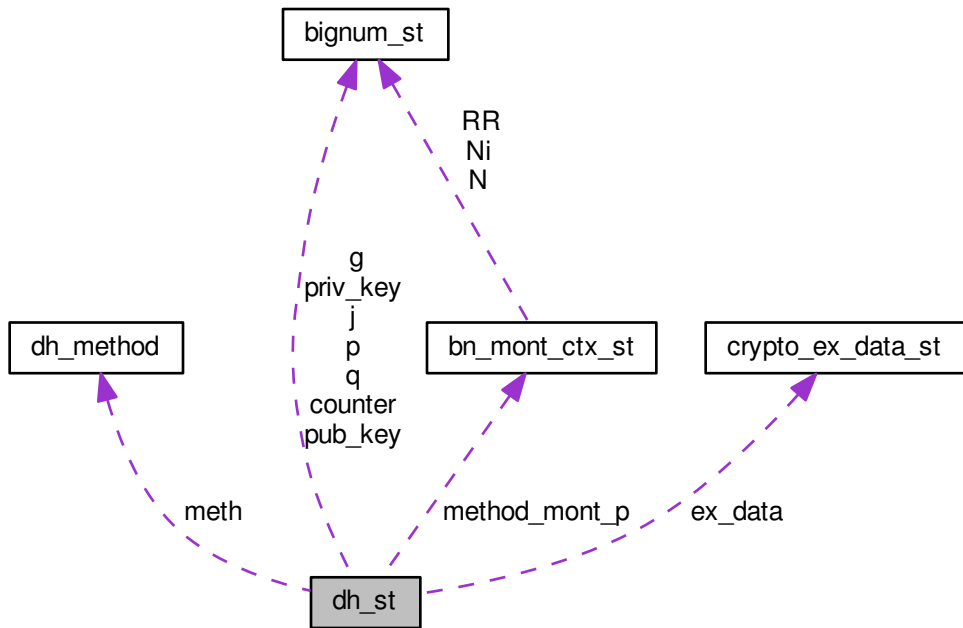 bignum_st
RR
Ni
N
g
priv_key
j
p
q
counter
pub_key
dh_method
bn_mont_ctx_st
crypto_ex_data_st
meth
method_mont_p
ex_data
dh_st